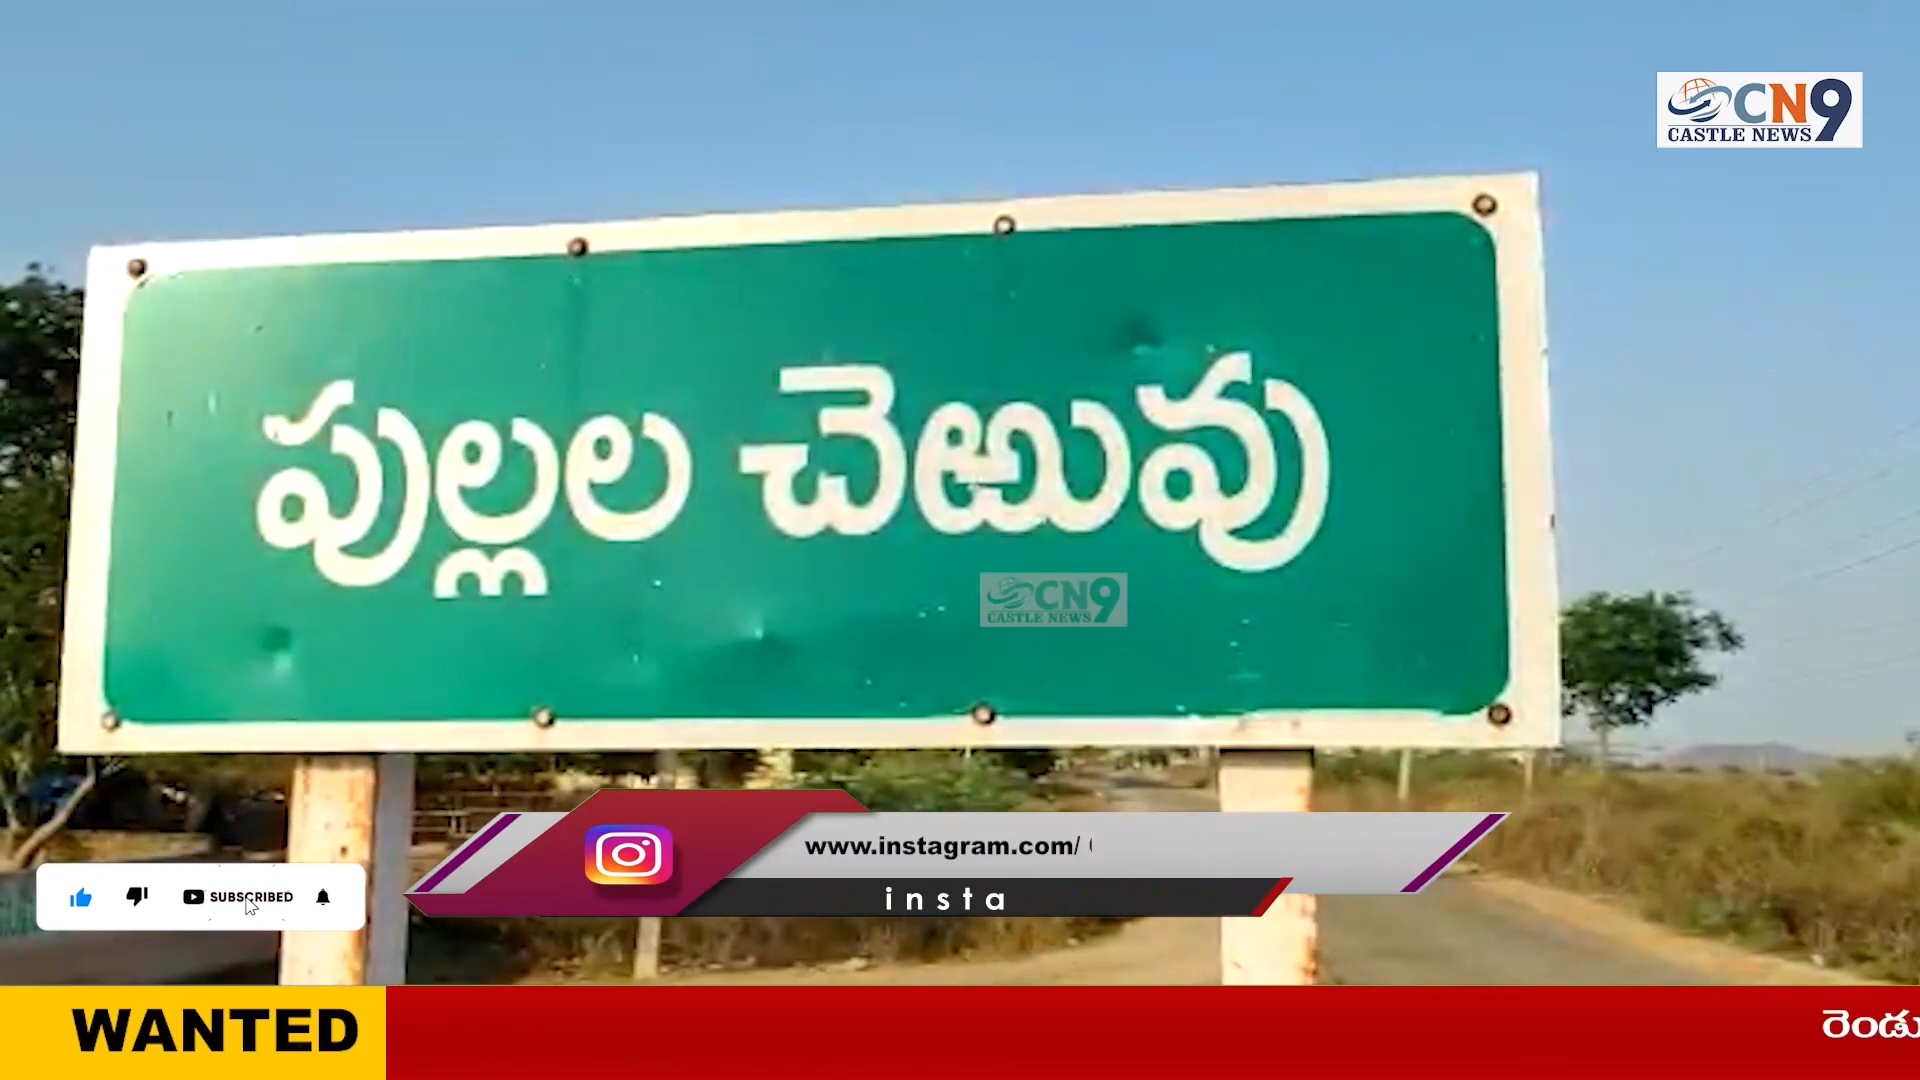 CN9
CASTLE NEWS
పుల్లల చెఱువు
CN9
CASTLE NEWS
www.instagram.com/
insta
SUBSCRIBED
WANTED
రెండు